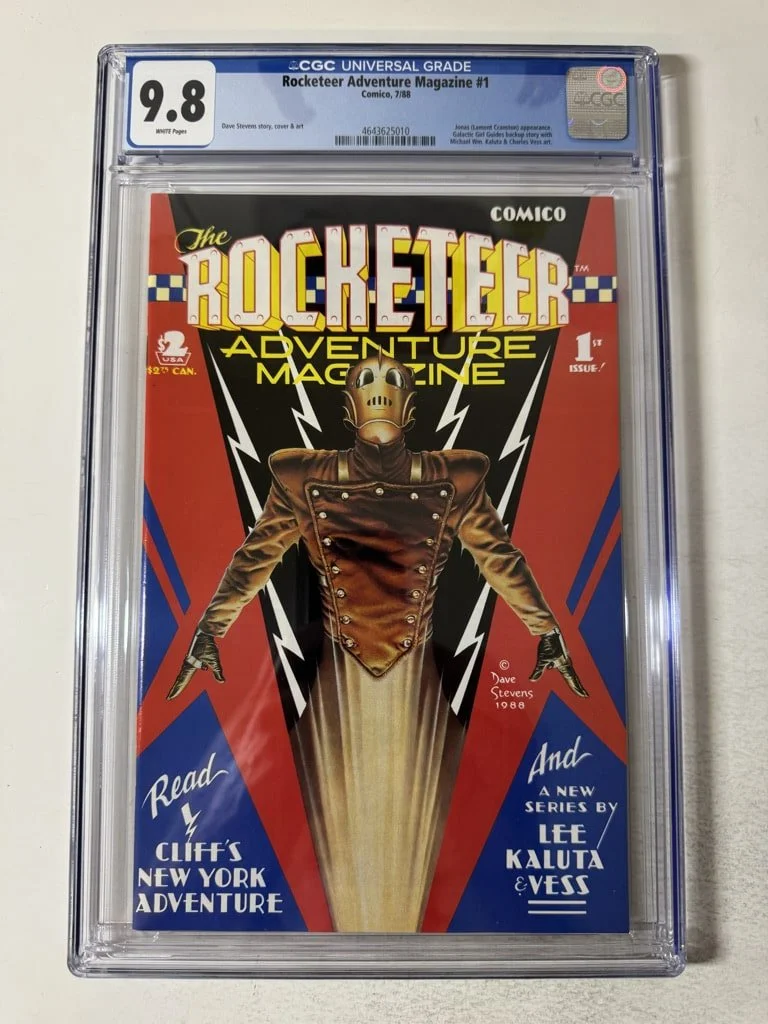 CGC UNIVERSAL GRADE
9.8
WHITE Pages
Rocketeer Adventure Magazine #1
Comico, 7/88
Dave Stevens story, cover & art
4643625010
Jonas (Lamont Cranston) appearance.
Galactic Girl Guides backup story with
Michael Wm. Kaluta & Charles Vess art.
CGC
COMICO
The
ROCKETEER
TM
$2
USA
$2.75 CAN.
ADVENTURE
MAGAZINE
1ST
ISSUE!
©
Dave
Stevens
1988
Read
CLIFF'S
NEW YORK
ADVENTURE
And
A NEW
SERIES BY
LEE
KALUTA
& VESS